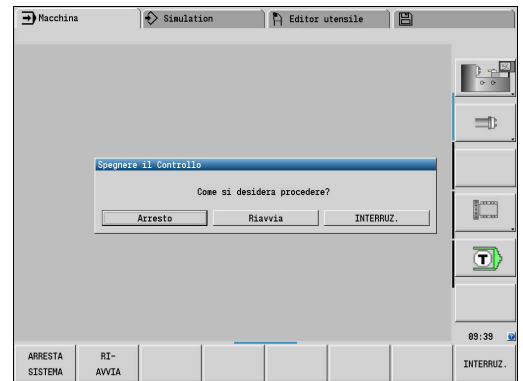 Macchina
Simulation
Editor utensile
Spegnere il Controllo
Come si desidera procedere?
Arresto
Riavvia
INTERRUZ.
T
09:39
ARRESTA
SISTEMA
RI-
AVVIA
INTERRUZ.